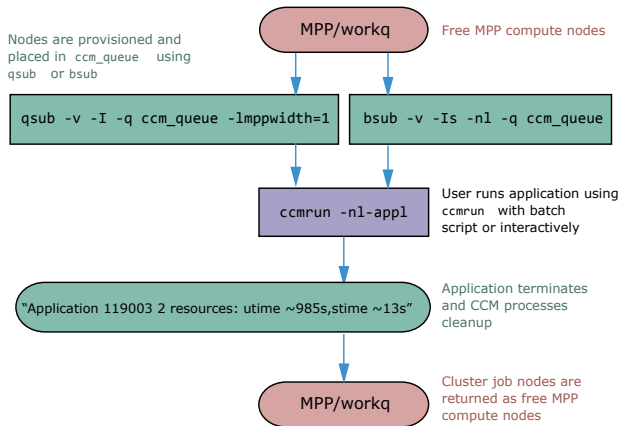 MPP/workq
Free MPP compute nodes
Nodes are provisioned and
placed in ccm_queue using
qsub or bsub
qsub -v -I -q ccm_queue -lmppwidth=1
bsub -v -Is -nl -q ccm_queue
ccmrun -nl-appl
User runs application using
ccmrun with batch
script or interactively
“Application 119003 2 resources: utime ~985s,stime ~13s”
Application terminates
and CCM processes
cleanup
MPP/workq
Cluster job nodes are
returned as free MPP
compute nodes